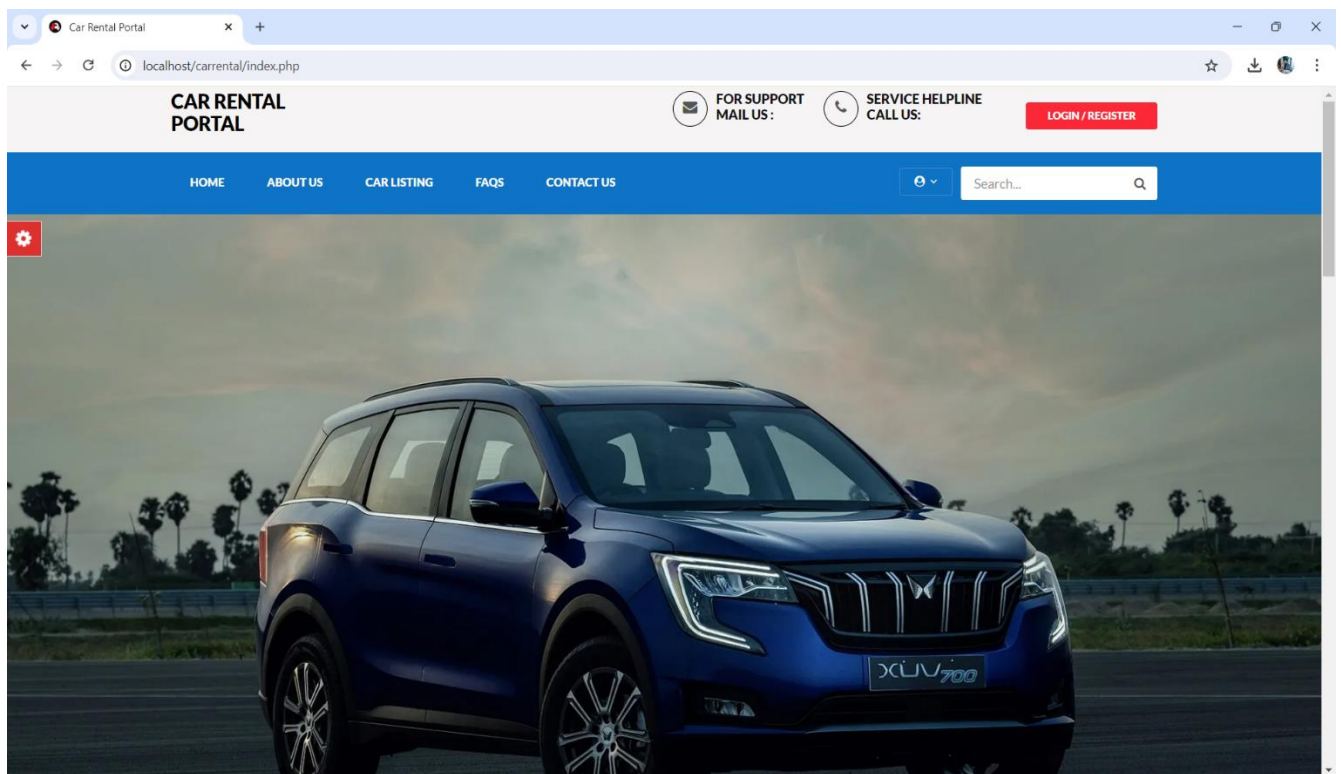 Car Rental Portal
localhost/carrental/index.php
CAR RENTAL
PORTAL
FOR SUPPORT
MAIL US :
SERVICE HELPLINE
CALL US:
LOGIN / REGISTER
HOME ABOUT US CAR LISTING FAQS CONTACT US
Search...
XUV700